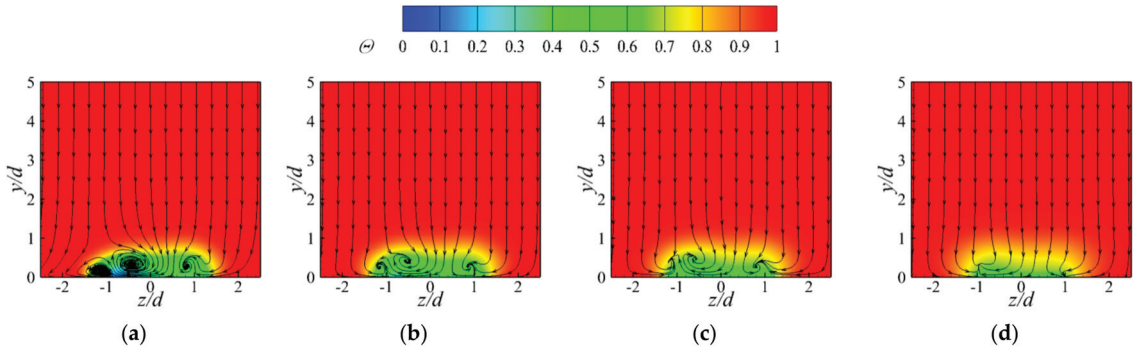 Θ 0 0.1 0.2 0.3 0.4 0.5 0.6 0.7 0.8 0.9 1
5 5 5 5
4 4 4 4
3 3 3 3
y/d y/d y/d y/d
2 2 2 2
1 1 1 1
0 0 0 0
-2 -1 0 1 2 -2 -1 0 1 2 -2 -1 0 1 2 -2 -1 0 1 2
z/d z/d z/d z/d
(a) (b) (c) (d)